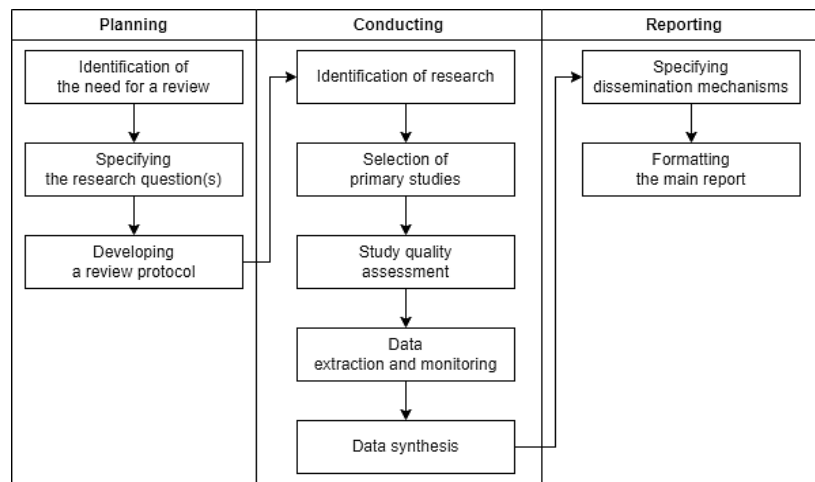 Planning
Identification of
the need for a review
Specifying
the research question(s)
Developing
a review protocol
Conducting
Identification of research
Selection of
primary studies
Study quality
assessment
Data
extraction and monitoring
Data synthesis
Reporting
Specifying
dissemination mechanisms
Formatting
the main report